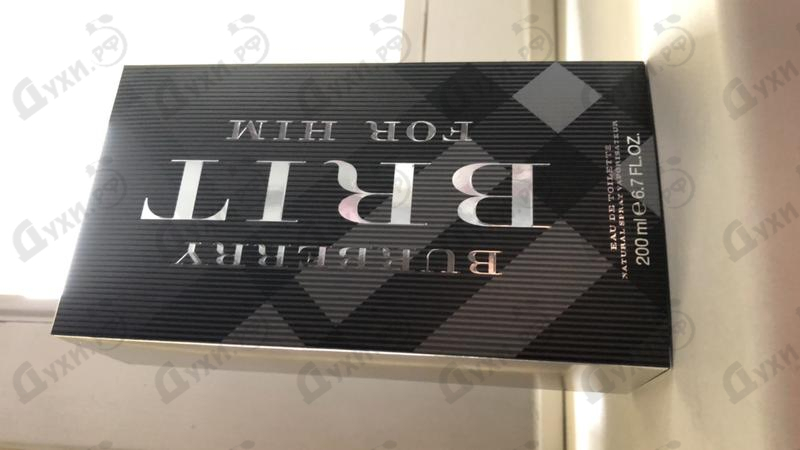 BURBERRY
BRIT
FOR HIM
EAU DE TOILETTE
NATURAL SPRAY VAPORISATEUR
200 ml ℮ 6.7 FL.OZ.
Духи.рф